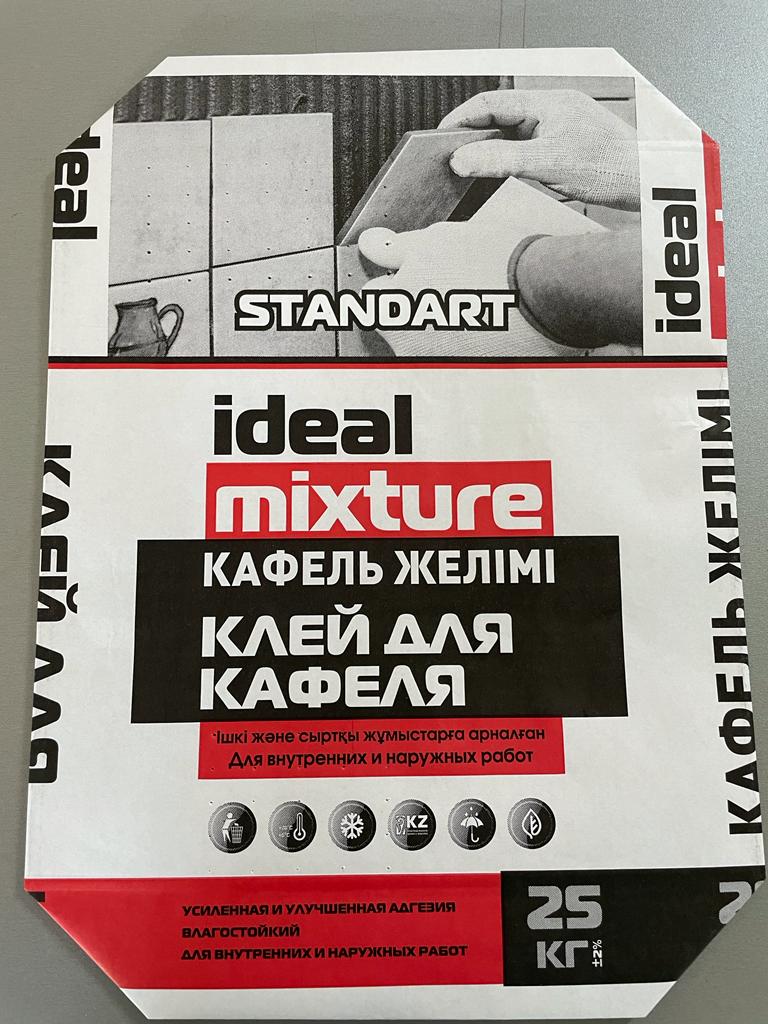 ideal
ideal
STANDART
ideal
mixture
КАФЕЛЬ ЖЕЛІМІ
КЛЕЙ ДЛЯ
КАФЕЛЯ
Ішкі және сыртқы жұмыстарға арналған
Для внутренних и наружных работ
КЛЕЙ ДЛЯ
КАФЕЛЬ ЖЕЛІМІ
KZ
УСИЛЕННАЯ И УЛУЧШЕННАЯ АДГЕЗИЯ
ВЛАГОСТОЙКИЙ
ДЛЯ ВНУТРЕННИХ И НАРУЖНЫХ РАБОТ
25
КГ ±2%